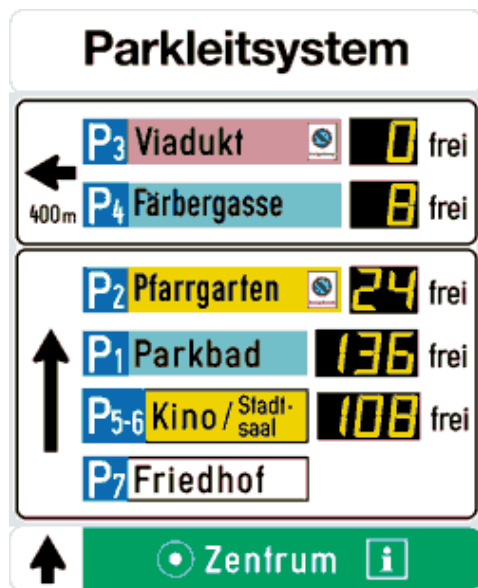 Parkleitsystem
P3 Viadukt 0 frei
400m P4 Färbergasse 8 frei
P2 Pfarrgarten 24 frei
P1 Parkbad 136 frei
P5-6 Kino / Stadt-
saal 108 frei
P7 Friedhof
Zentrum i